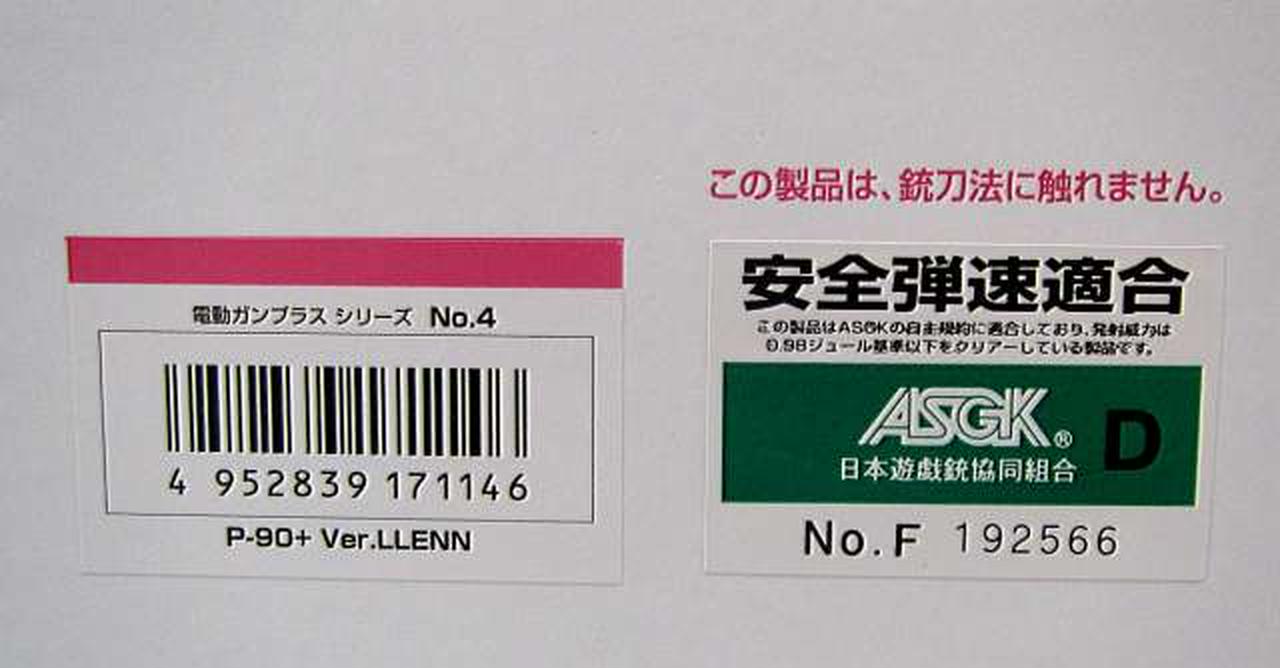 この製品は、銃刀法に触れません。
電動ガンプラス シリーズ No.4
4 952839 171146
P-90+ Ver.LLENN
安全弾速適合
この製品はASGKの自主規約に適合しており、発射威力は
0.98ジュール基準以下をクリアーしている製品です。
ASGK® D
日本遊戯銃協同組合
No.F 192566